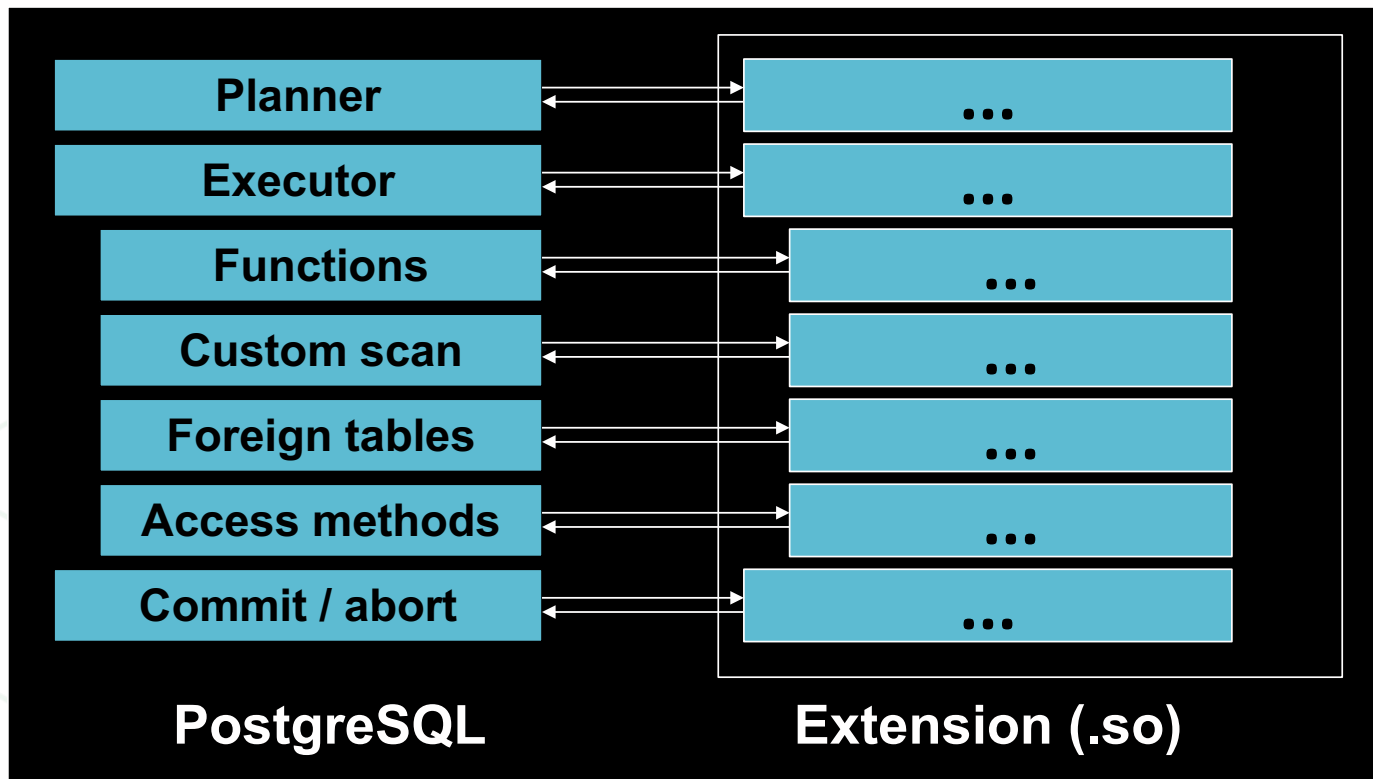 Planner
...
Executor
...
Functions
...
Custom scan
...
Foreign tables
...
Access methods
...
Commit / abort
...
PostgreSQL
Extension (.so)